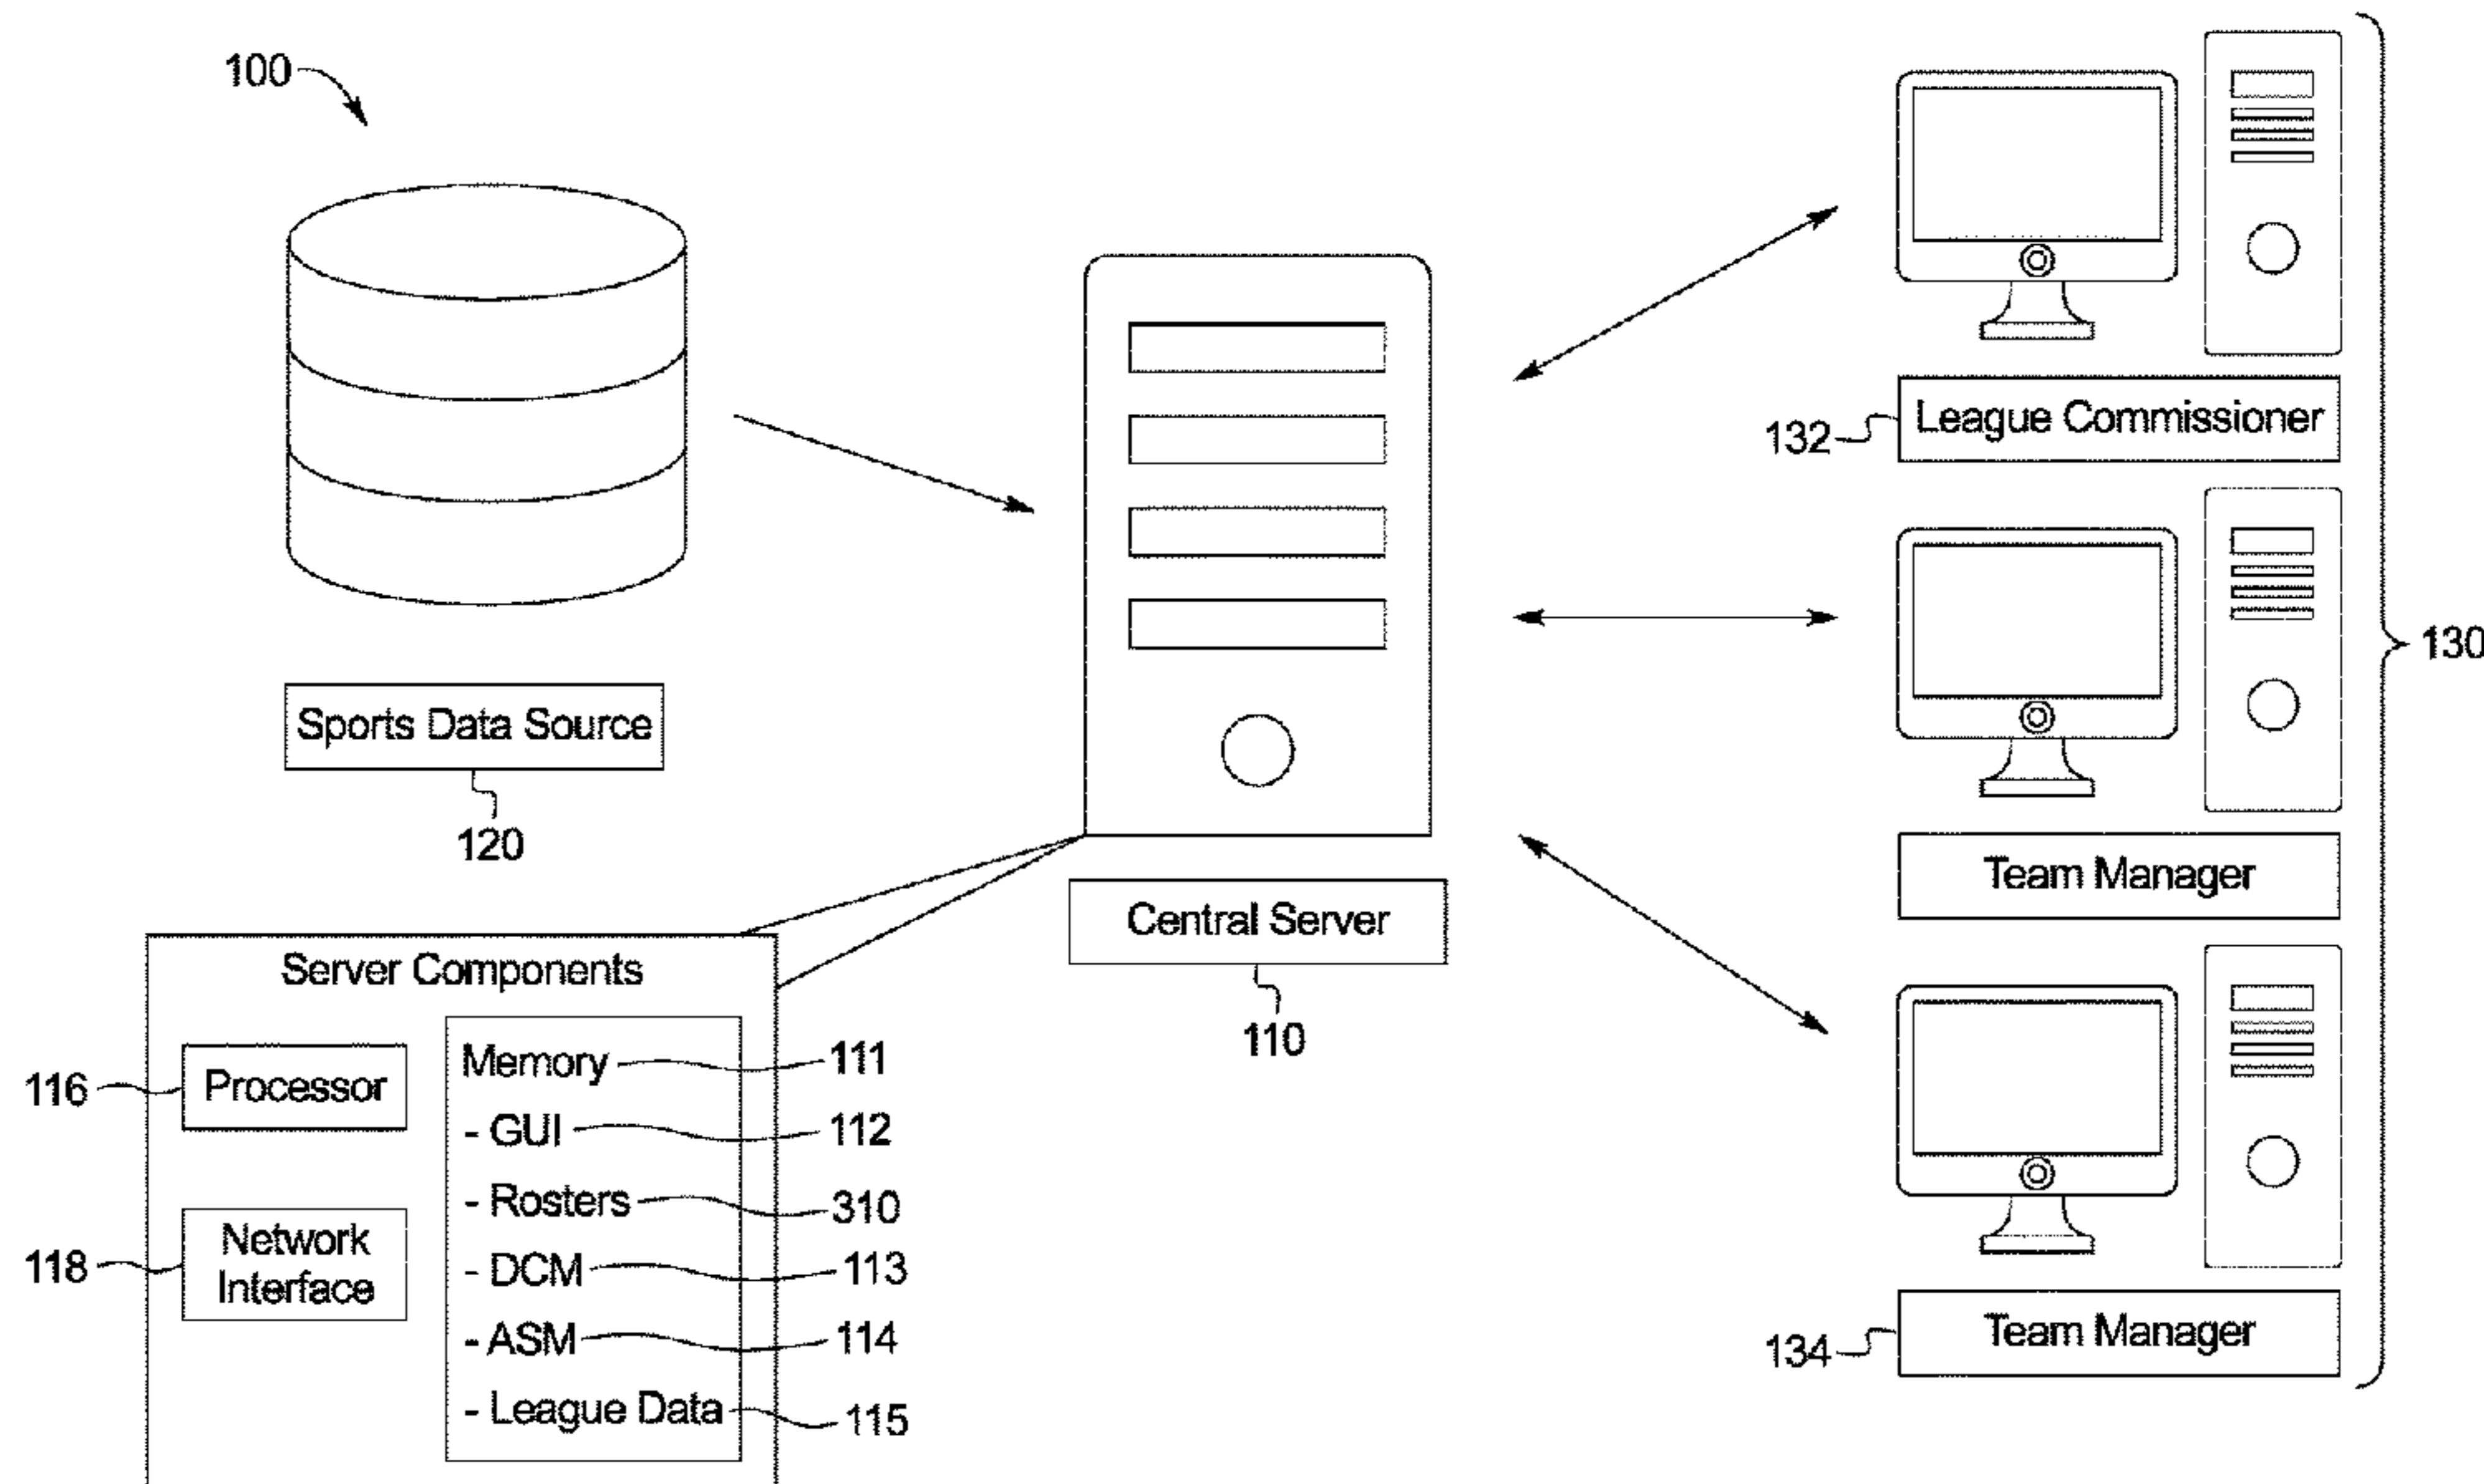 100
Sports Data Source
120
Server Components
116
Processor
118
Network
Interface
Memory 111
- GUI 112
- Rosters 310
- DCM 113
- ASM 114
- League Data 115
Central Server
110
132
League Commissioner
Team Manager
134
Team Manager
130